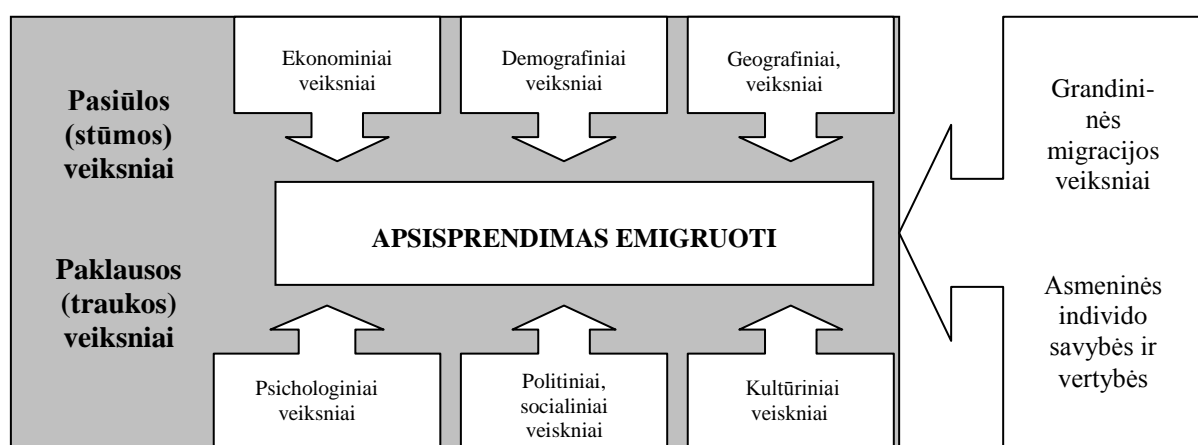 Pasiūlos
(stūmos)
veiksniai
Ekonominiai
veiksniai
Demografiniai
veiksniai
Geografiniai,
veiksniai
Grandini-
nės
migracijos
veiksniai
APSISPRENDIMAS EMIGRUOTI
Paklausos
(traukos)
veiksniai
Psichologiniai
veiksniai
Politiniai,
socialiniai
veiskniai
Kultūriniai
veiskniai
Asmeninės
individo
savybės ir
vertybės